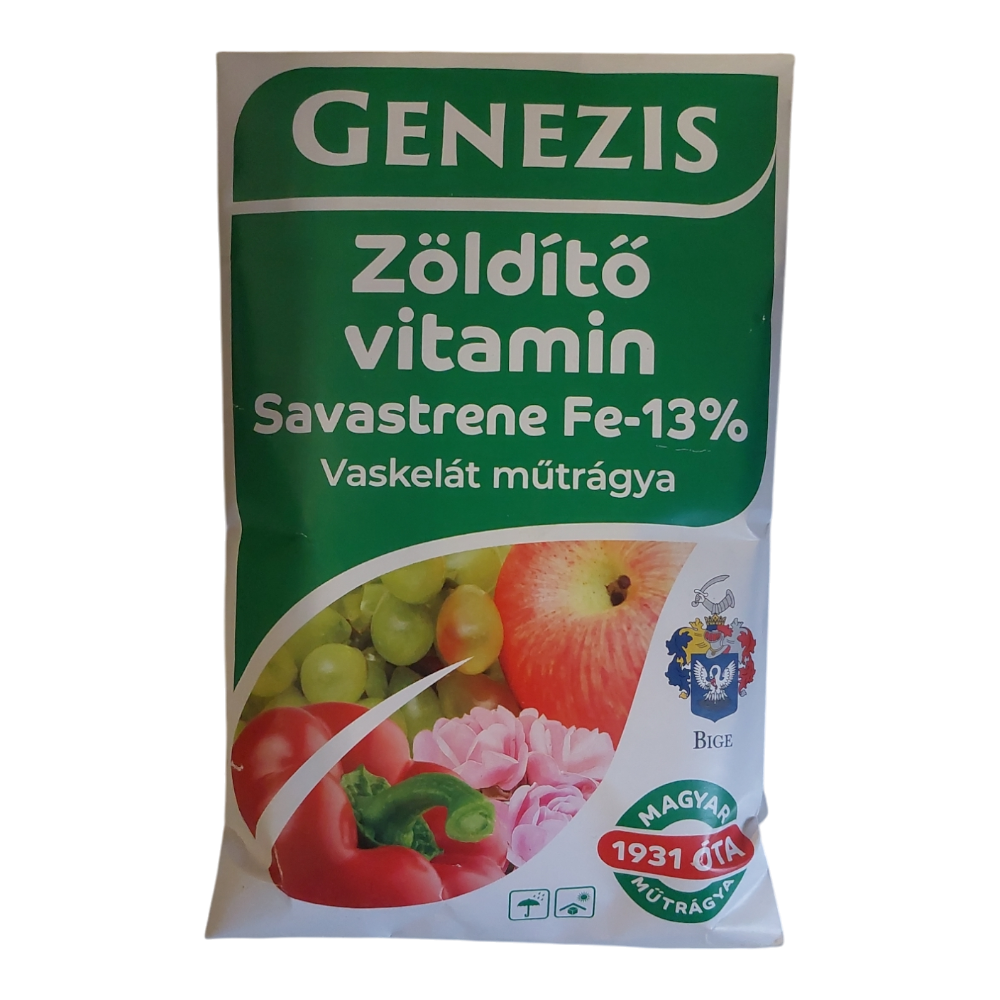 GENEZIS
Zöldítő
vitamin
Savastrene Fe-13%
Vaskelát műtrágya
BIGE
MAGYAR
1931 ÓTA
MŰTRÁGYA